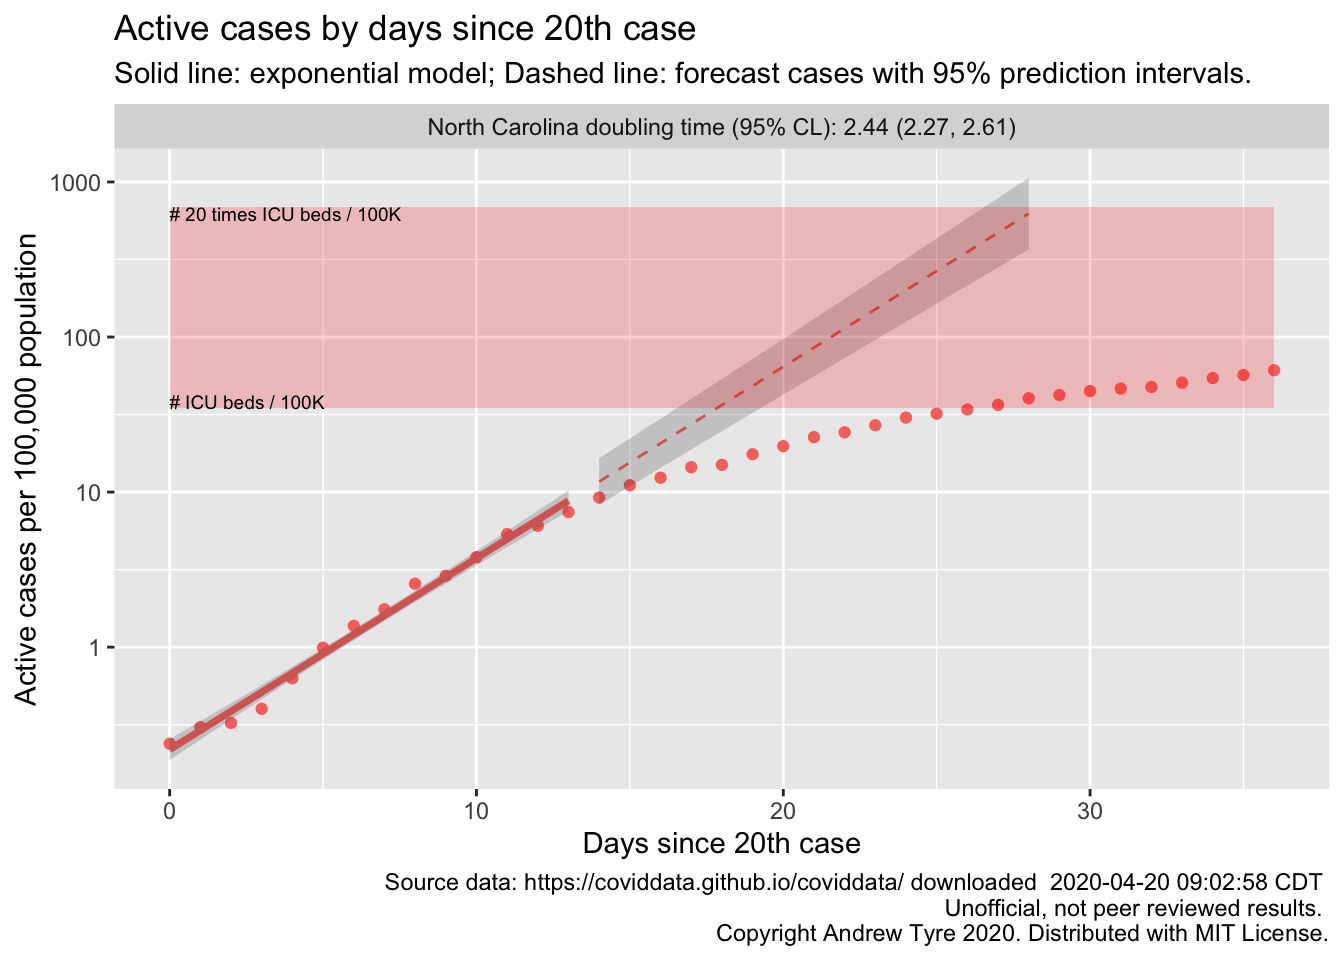 Active cases by days since 20th case
Solid line: exponential model; Dashed line: forecast cases with 95% prediction intervals.
North Carolina doubling time (95% CL): 2.44 (2.27, 2.61)
Active cases per 100,000 population
1000
100
10
1
# 20 times ICU beds / 100K
# ICU beds / 100K
0
10
20
30
Days since 20th case
Source data: https://coviddata.github.io/coviddata/ downloaded  2020-04-20 09:02:58 CDT
Unofficial, not peer reviewed results.
Copyright Andrew Tyre 2020. Distributed with MIT License.